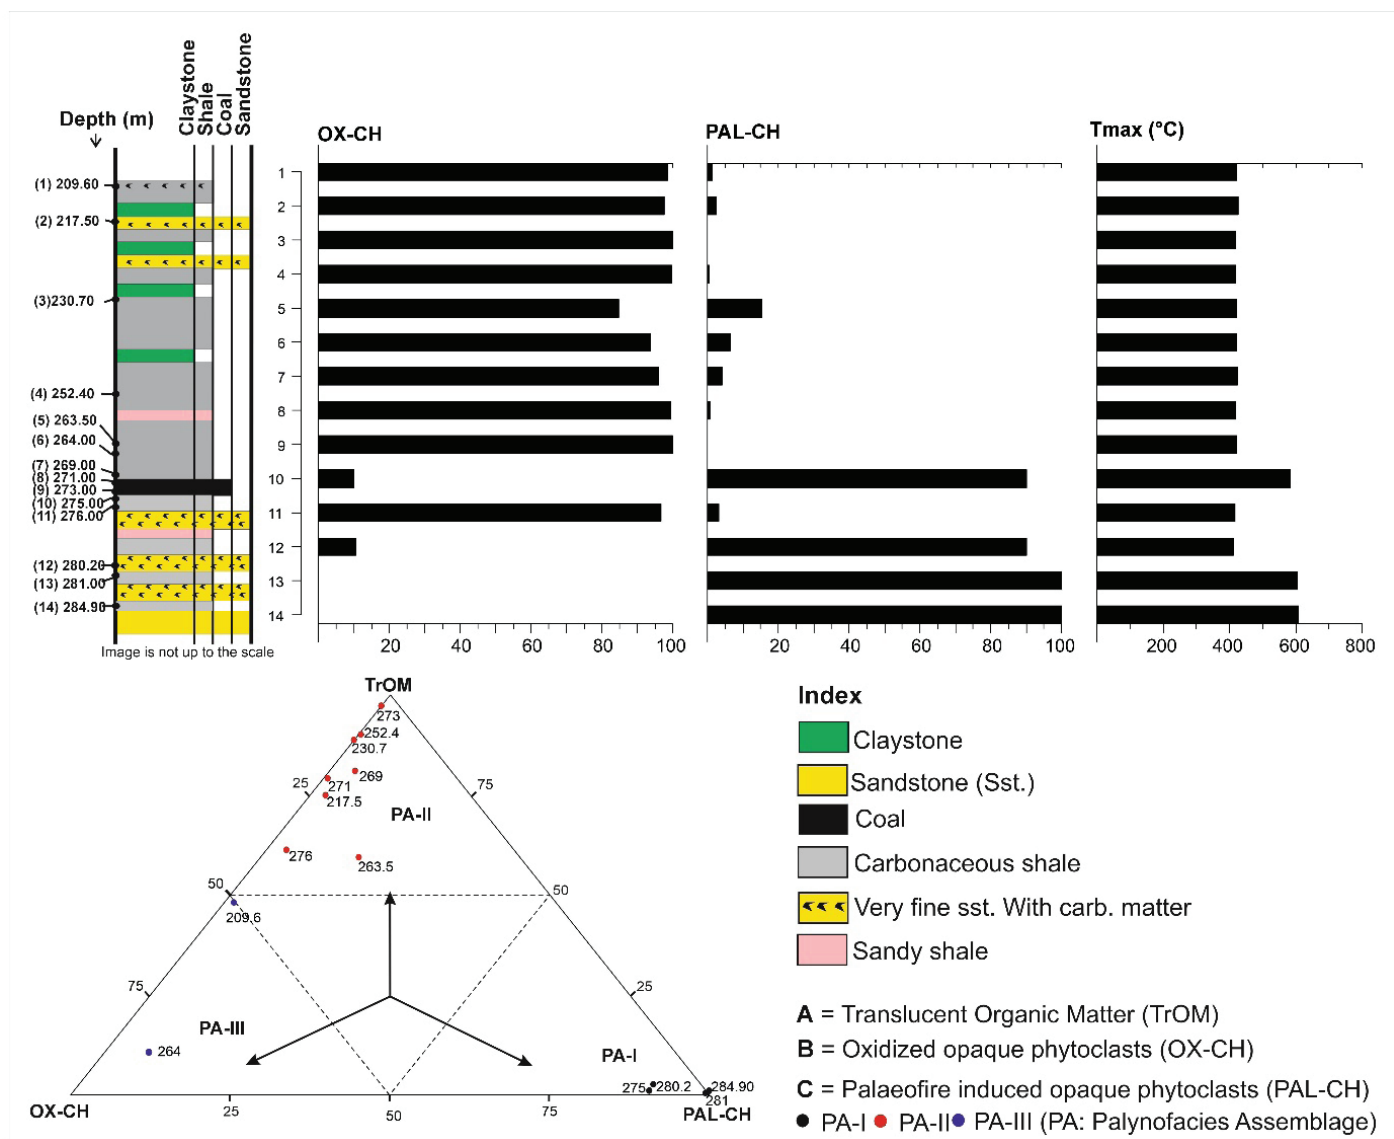 Depth (m)
Claystone
Shale
Coal
Sandstone
(1) 209.60
(2) 217.50
(3)230.70
(4) 252.40
(5) 263.50
(6) 264.00
(7) 269.00
(8) 271.00
(9) 273.00
(10) 275.00
(11) 276.00
(12) 280.20
(13) 281.00
(14) 284.90
Image is not up to the scale
OX-CH
1
2
3
4
5
6
7
8
9
10
11
12
13
14
20 40 60 80 100
PAL-CH
20 40 60 80 100
Tmax (°C)
200 400 600 800
TrOM
273
252.4
230.7
269
271
217.5
25
75
PA-II
276
263.5
50
50
209.6
75
25
PA-III
264
PA-I
275 280.2 284.90
281
OX-CH
PAL-CH
25
50
75
Index
Claystone
Sandstone (Sst.)
Coal
Carbonaceous shale
Very fine sst. With carb. matter
Sandy shale
A = Translucent Organic Matter (TrOM)
B = Oxidized opaque phytoclasts (OX-CH)
C = Palaeofire induced opaque phytoclasts (PAL-CH)
PA-I PA-II PA-III (PA: Palynofacies Assemblage)